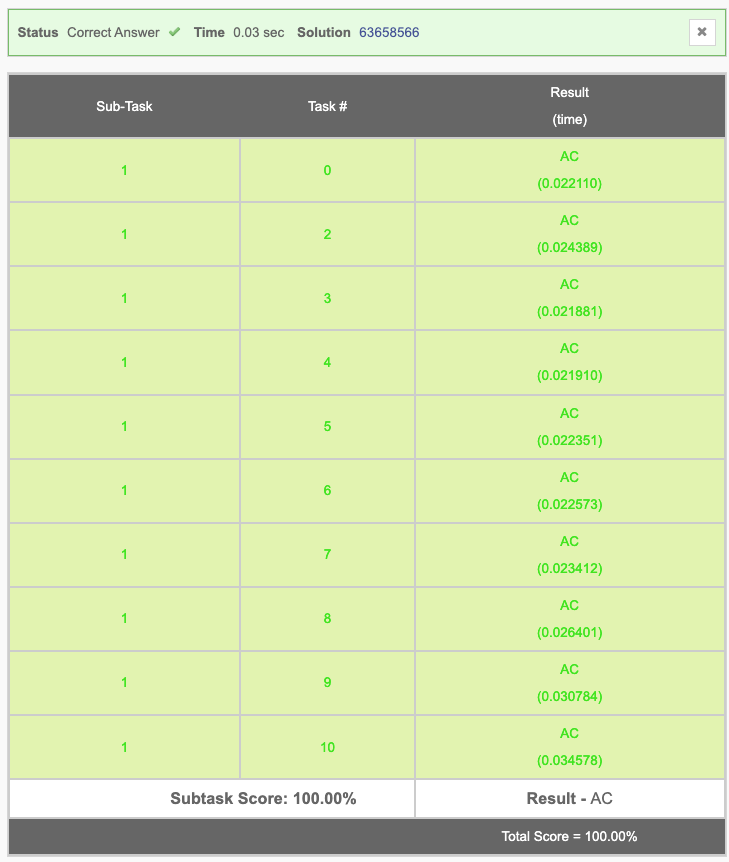 Status Correct Answer ✔ Time 0.03 sec Solution 63658566 ✖
Sub-Task Task # Result
(time)
1 0 AC
(0.022110)
1 2 AC
(0.024389)
1 3 AC
(0.021881)
1 4 AC
(0.021910)
1 5 AC
(0.022351)
1 6 AC
(0.022573)
1 7 AC
(0.023412)
1 8 AC
(0.026401)
1 9 AC
(0.030784)
1 10 AC
(0.034578)
Subtask Score: 100.00% Result - AC
Total Score = 100.00%